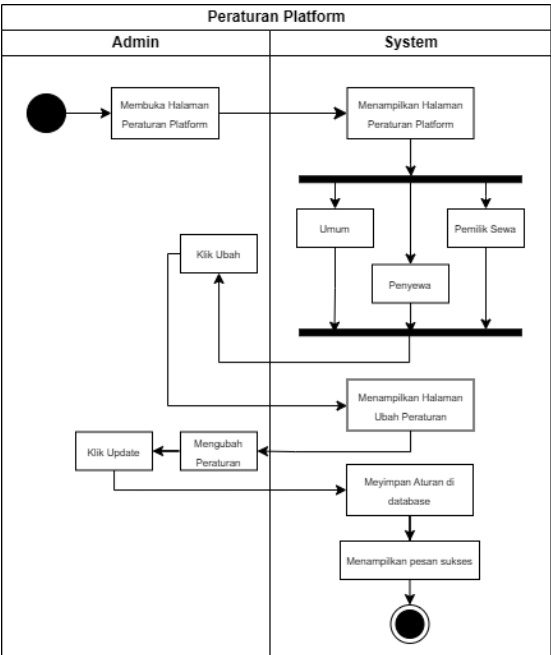 Peraturan Platform
Admin
System
Membuka Halaman
Peraturan Platform
Menampilkan Halaman
Peraturan Platform
Umum
Pemilik Sewa
Klik Ubah
Penyewa
Menampilkan Halaman
Ubah Peraturan
Klik Update
Mengubah
Peraturan
Meyimpan Aturan di
database
Menampilkan pesan sukses